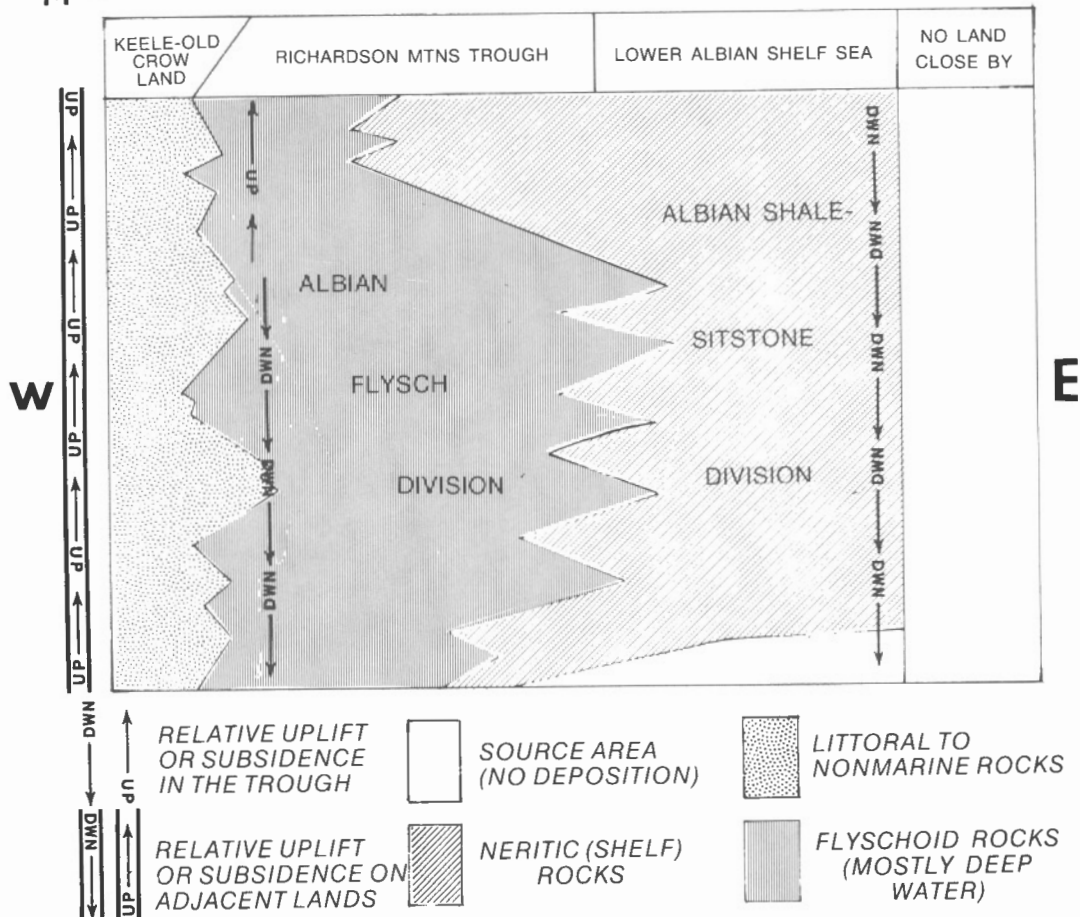 KEELE-OLD
CROW
LAND
RICHARDSON MTNS TROUGH
LOWER ALBIAN SHELF SEA
NO LAND
CLOSE BY
UP
UP
UP
UP
UP
UP
UP
DWN
DWN
DWN
DWN
DWN
DWN
DWN
DWN
ALBIAN
FLYSCH
DIVISION
ALBIAN SHALE-
SITSTONE
DIVISION
W
E
DWN
UP
RELATIVE UPLIFT
OR SUBSIDENCE
IN THE TROUGH
SOURCE AREA
(NO DEPOSITION)
LITTORAL TO
NONMARINE ROCKS
DWN
UP
RELATIVE UPLIFT
OR SUBSIDENCE ON
ADJACENT LANDS
NERITIC (SHELF)
ROCKS
FLYSCHOID ROCKS
(MOSTLY DEEP
WATER)